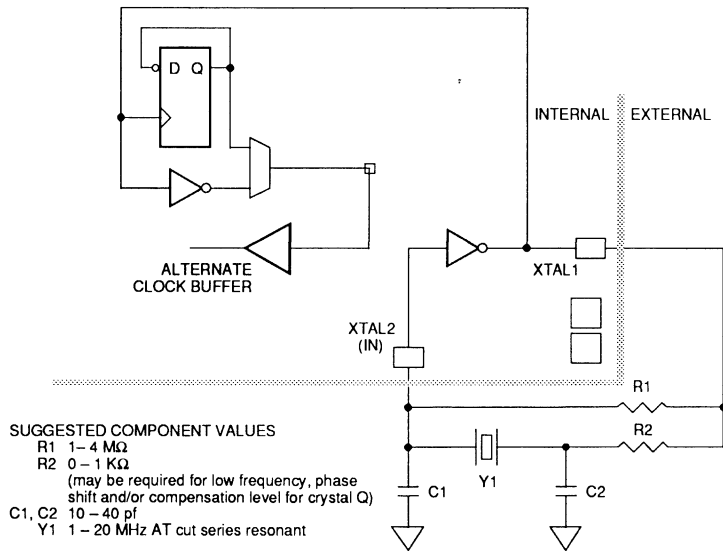 D Q
INTERNAL EXTERNAL
ALTERNATE
CLOCK BUFFER
XTAL1
XTAL2
(IN)
R1
R2
C1
Y1
C2
SUGGESTED COMPONENT VALUES
R1 1–4 MΩ
R2 0–1 KΩ
(may be required for low frequency, phase
shift and/or compensation level for crystal Q)
C1, C2 10–40 pf
Y1 1–20 MHz AT cut series resonant